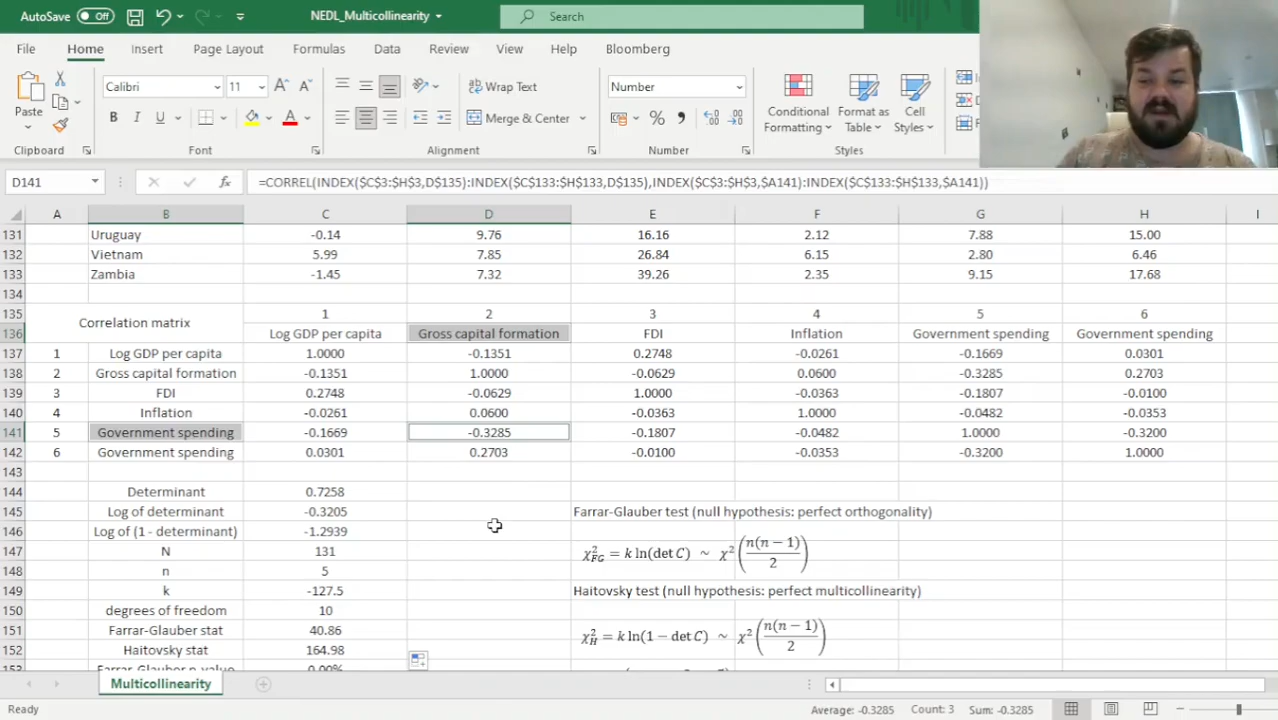 AutoSave Off NEDL_Multicollinearity Search
File Home Insert Page Layout Formulas Data Review View Help Bloomberg
Calibri 11 Wrap Text Number
Paste B I U A Merge & Center % Conditional Formatting Format as Table Cell Styles
Clipboard Font Alignment Number Styles
D141 fx =CORREL(INDEX($C$3:$H$3,D$135):INDEX($C$133:$H$133,D$135),INDEX($C$3:$H$3,$A141):INDEX($C$133:$H$133,$A141))
A B C D E F G H I
131 Uruguay -0.14 9.76 16.16 2.12 7.88 15.00
132 Vietnam 5.99 7.85 26.84 6.15 2.80 6.46
133 Zambia -1.45 7.32 39.26 2.35 9.15 17.68
134
135 Correlation matrix 1 2 3 4 5 6
136 Log GDP per capita Gross capital formation FDI Inflation Government spending Government spending
137 1 Log GDP per capita 1.0000 -0.1351 0.2748 -0.0261 -0.1669 0.0301
138 2 Gross capital formation -0.1351 1.0000 -0.0629 0.0600 -0.3285 0.2703
139 3 FDI 0.2748 -0.0629 1.0000 -0.0363 -0.1807 -0.0100
140 4 Inflation -0.0261 0.0600 -0.0363 1.0000 -0.0482 -0.0353
141 5 Government spending -0.1669 -0.3285 -0.1807 -0.0482 1.0000 -0.3200
142 6 Government spending 0.0301 0.2703 -0.0100 -0.0353 -0.3200 1.0000
143
144 Determinant 0.7258
145 Log of determinant -0.3205 Farrar-Glauber test (null hypothesis: perfect orthogonality)
146 Log of (1 - determinant) -1.2939
147 N 131 χ²_FG = k ln(det C) ~ χ²(n(n − 1)/2)
148 n 5
149 k -127.5 Haitovsky test (null hypothesis: perfect multicollinearity)
150 degrees of freedom 10
151 Farrar-Glauber stat 40.86 χ²_H = k ln(1 − det C) ~ χ²(n(n − 1)/2)
152 Haitovsky stat 164.98
153 Farrar-Glauber p-value 0.00%
Multicollinearity
Ready Average: -0.3285 Count: 3 Sum: -0.3285